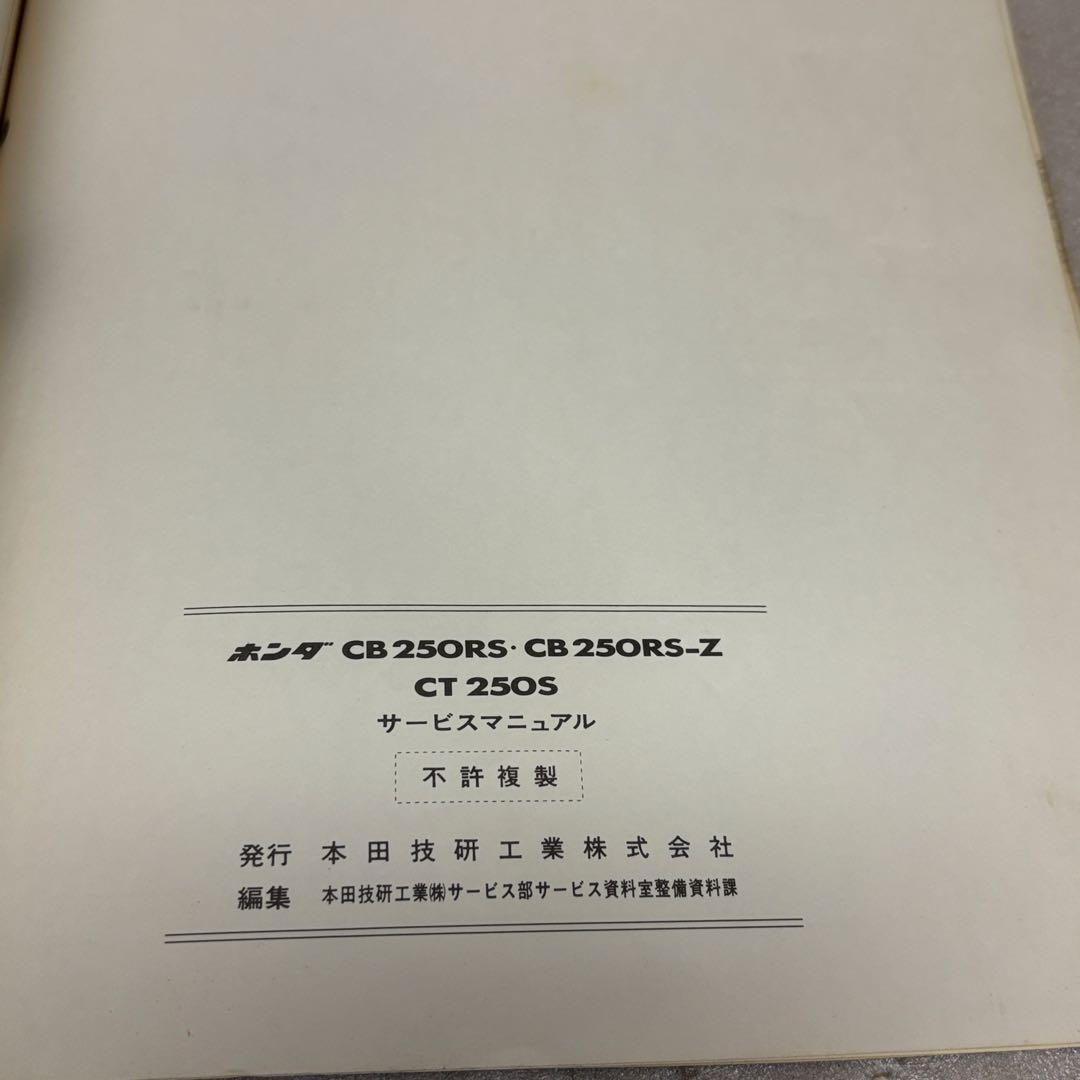 ホンダ CB250RS・CB250RS-Z
CT250S
サービスマニュアル
不許複製
発行 本田技研工業株式会社
編集 本田技研工業㈱サービス部サービス資料室整備資料課